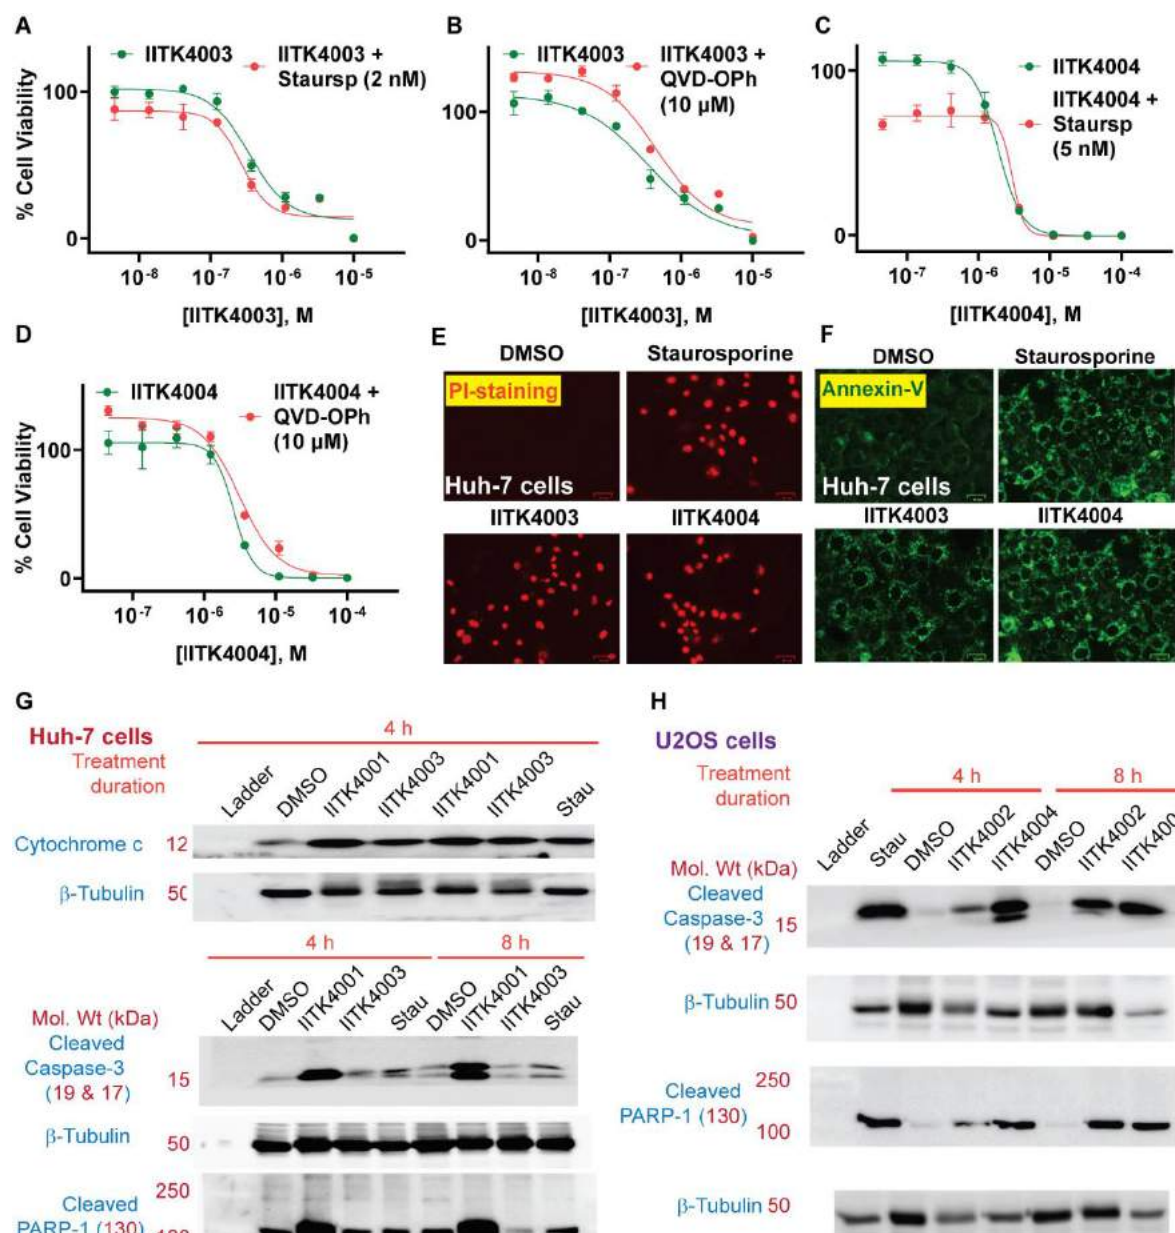 A
IITK4003
IITK4003 +
Staursp (2 nM)
% Cell Viability
100
0
10-8
10-7
10-6
10-5
[IITK4003], M
B
IITK4003
IITK4003 +
QVD-OPh
(10 µM)
100
0
10-8
10-7
10-6
10-5
[IITK4003], M
C
IITK4004
IITK4004 +
Staursp
(5 nM)
100
0
10-7
10-6
10-5
10-4
[IITK4004], M
D
IITK4004
IITK4004 +
QVD-OPh
(10 µM)
% Cell Viability
100
0
10-7
10-6
10-5
10-4
[IITK4004], M
E
DMSO
Staurosporine
PI-staining
Huh-7 cells
IITK4003
IITK4004
F
DMSO
Staurosporine
Annexin-V
Huh-7 cells
IITK4003
IITK4004
G
Huh-7 cells
4 h
Treatment
duration
Ladder
DMSO
IITK4001
IITK4003
IITK4001
IITK4003
Stau
Cytochrome c
12
β-Tubulin
50
4 h
8 h
Ladder
DMSO
IITK4001
IITK4003
Stau
DMSO
IITK4001
IITK4003
Stau
Mol. Wt (kDa)
Cleaved
Caspase-3
(19 & 17)
15
β-Tubulin
50
250
Cleaved
PARP-1 (130)
H
U2OS cells
Treatment
duration
4 h
8 h
Ladder
Stau
DMSO
IITK4002
IITK4004
DMSO
IITK4002
IITK400
Mol. Wt (kDa)
Cleaved
Caspase-3
(19 & 17)
15
β-Tubulin 50
250
Cleaved
PARP-1 (130)
100
β-Tubulin 50